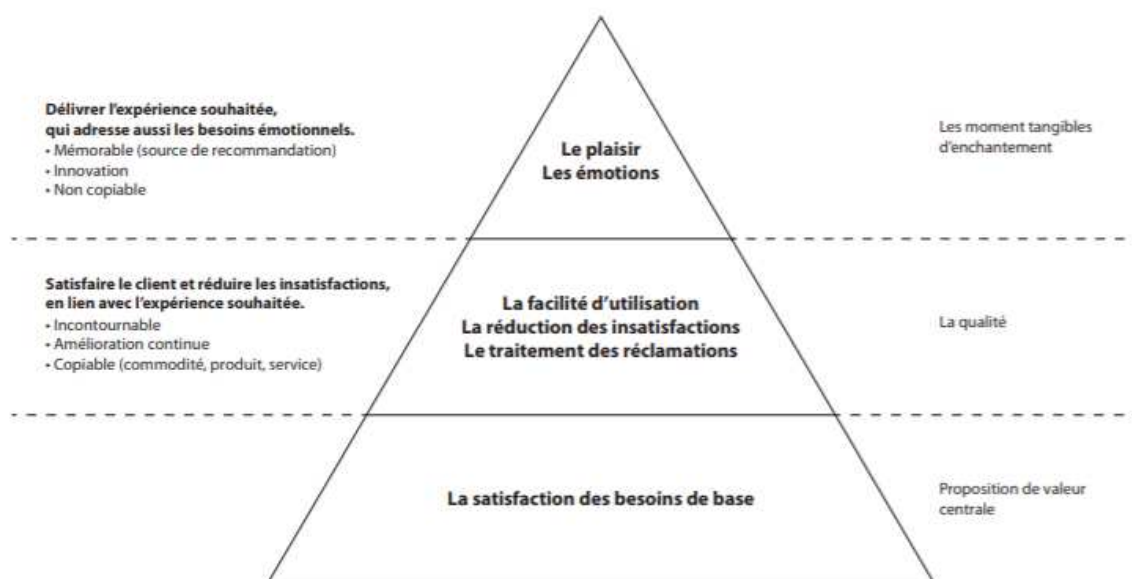 Délivrer l'expérience souhaitée,
qui adresse aussi les besoins émotionnels.
• Mémorable (source de recommandation)
• Innovation
• Non copiable
Le plaisir
Les émotions
Les moment tangibles
d'enchantement
Satisfaire le client et réduire les insatisfactions,
en lien avec l'expérience souhaitée.
• Incontournable
• Amélioration continue
• Copiable (commodité, produit, service)
La facilité d'utilisation
La réduction des insatisfactions
Le traitement des réclamations
La qualité
La satisfaction des besoins de base
Proposition de valeur
centrale